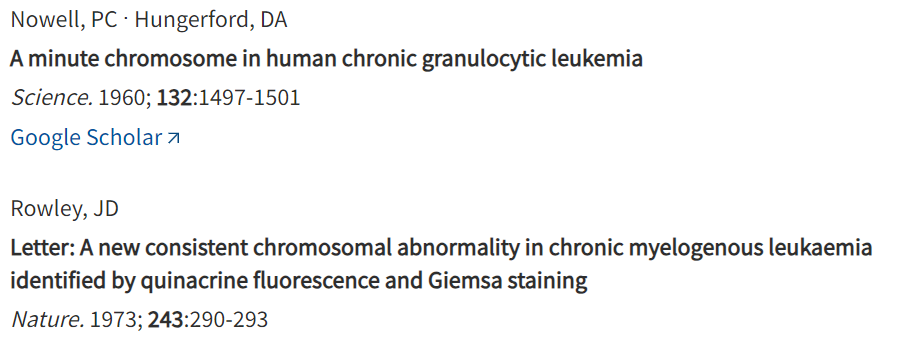 Nowell, PC · Hungerford, DA
A minute chromosome in human chronic granulocytic leukemia
Science. 1960; 132:1497-1501
Google Scholar ↗
Rowley, JD
Letter: A new consistent chromosomal abnormality in chronic myelogenous leukaemia
identified by quinacrine fluorescence and Giemsa staining
Nature. 1973; 243:290-293